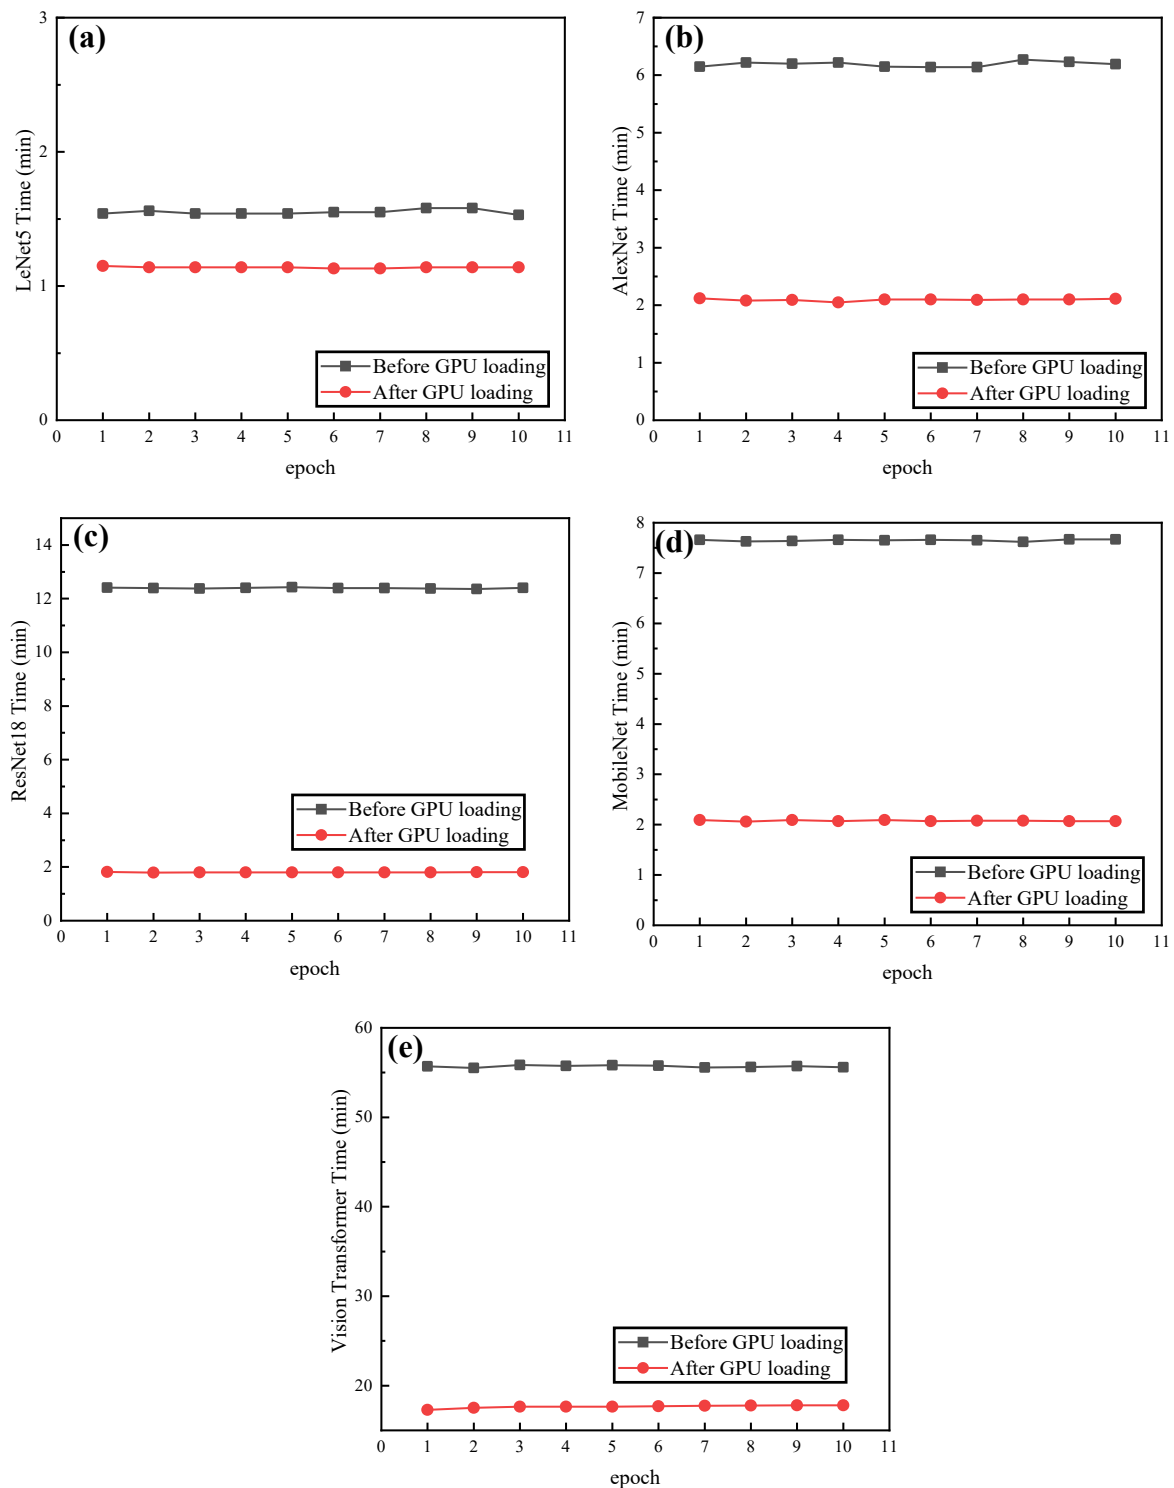 (a)
LeNet5 Time (min)
3
2
1
0
Before GPU loading
After GPU loading
0 1 2 3 4 5 6 7 8 9 10 11
epoch
(b)
AlexNet Time (min)
7
6
5
4
3
2
1
0
Before GPU loading
After GPU loading
0 1 2 3 4 5 6 7 8 9 10 11
epoch
(c)
ResNet18 Time (min)
14
12
10
8
6
4
2
0
Before GPU loading
After GPU loading
0 1 2 3 4 5 6 7 8 9 10 11
epoch
(d)
MobileNet Time (min)
8
7
6
5
4
3
2
1
0
Before GPU loading
After GPU loading
0 1 2 3 4 5 6 7 8 9 10 11
epoch
(e)
Vision Transformer Time (min)
60
50
40
30
20
Before GPU loading
After GPU loading
0 1 2 3 4 5 6 7 8 9 10 11
epoch